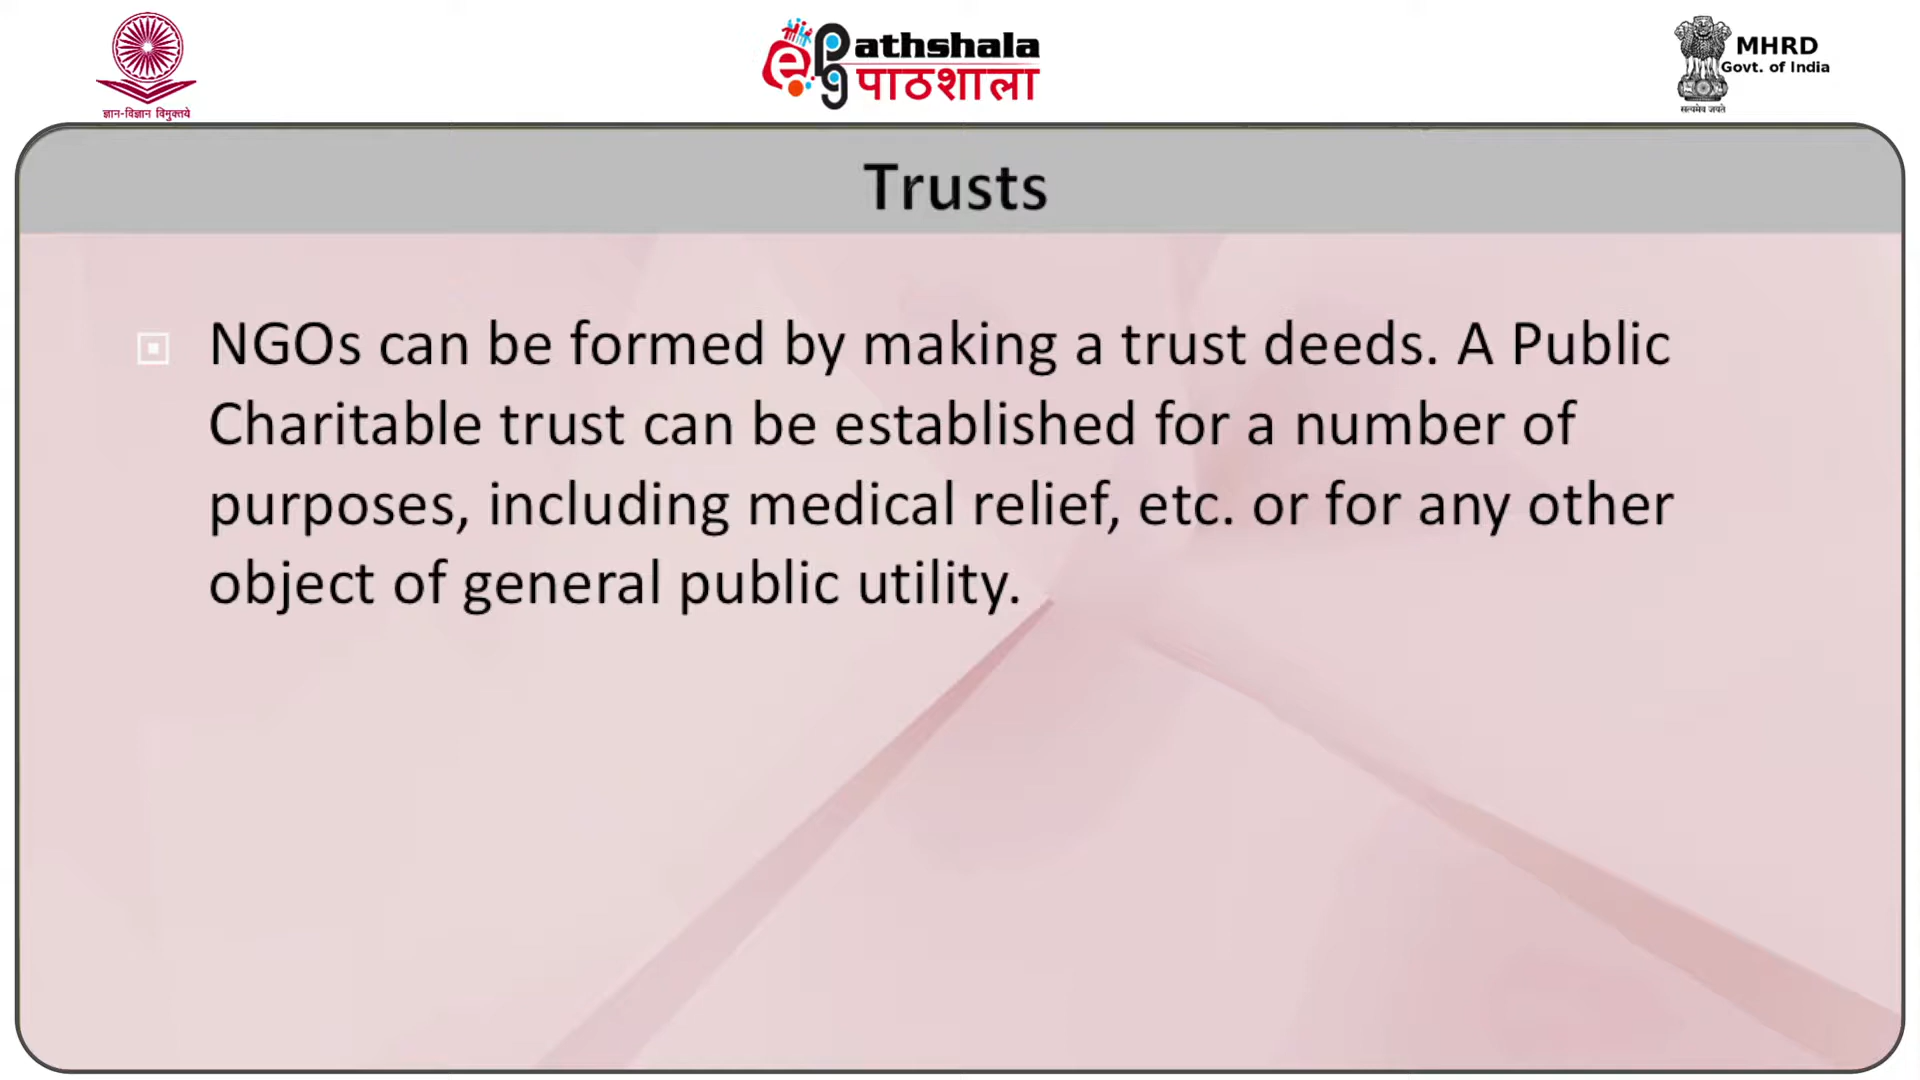 ज्ञान-विज्ञान विमुक्तये
e pg Pathshala
पाठशाला
MHRD
Govt. of India
सत्यमेव जयते
Trusts
NGOs can be formed by making a trust deeds. A Public
Charitable trust can be established for a number of
purposes, including medical relief, etc. or for any other
object of general public utility.